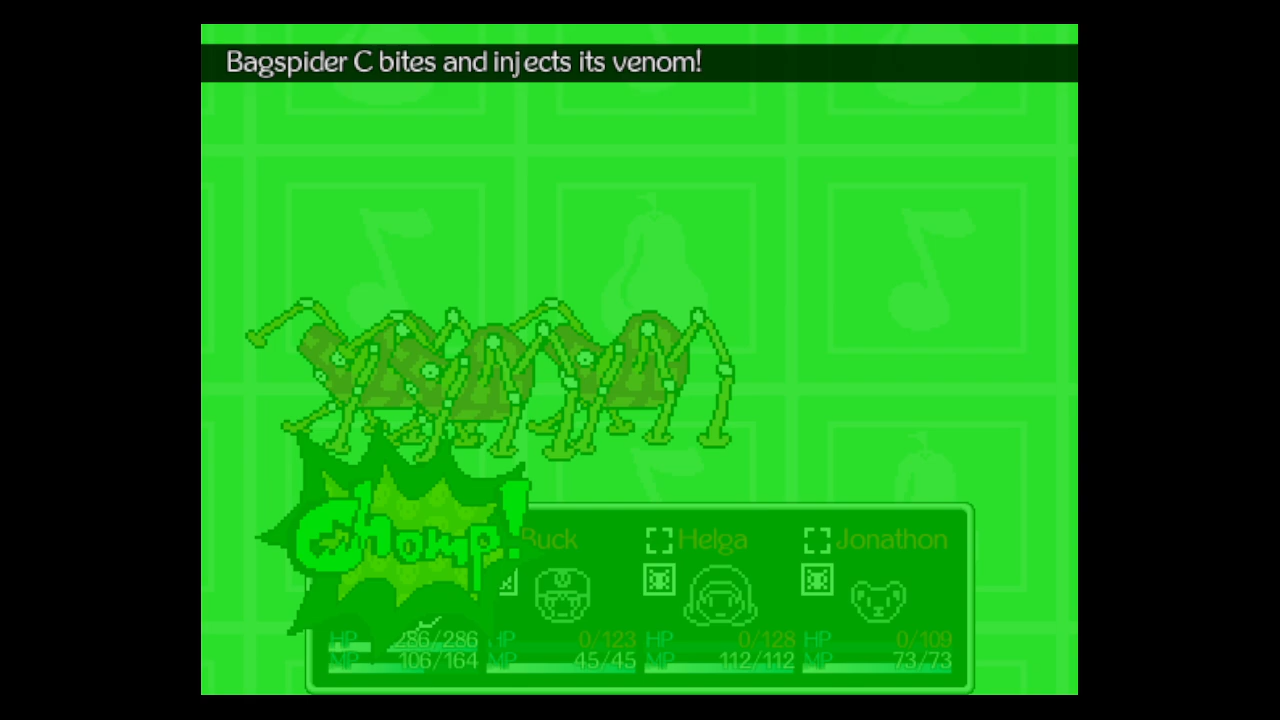 Bagspider C bites and injects its venom!
Chomp!
Buck Helga Jonathon
HP 286/286 HP 0/123 HP 0/128 HP 0/109
MP 106/164 MP 45/45 MP 112/112 MP 73/73